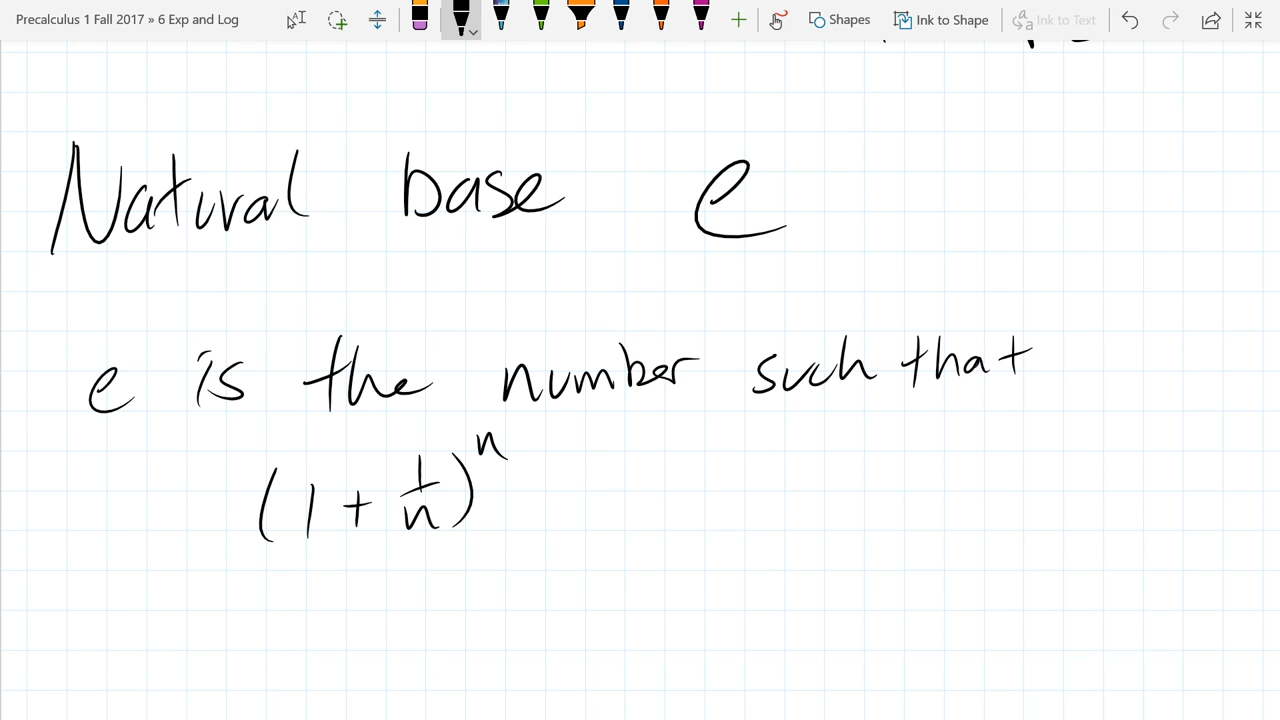 Precalculus 1 Fall 2017 » 6 Exp and Log
Shapes
Ink to Shape
Ink to Text
Natural base e
e is the number such that
(1 + 1/n)^n